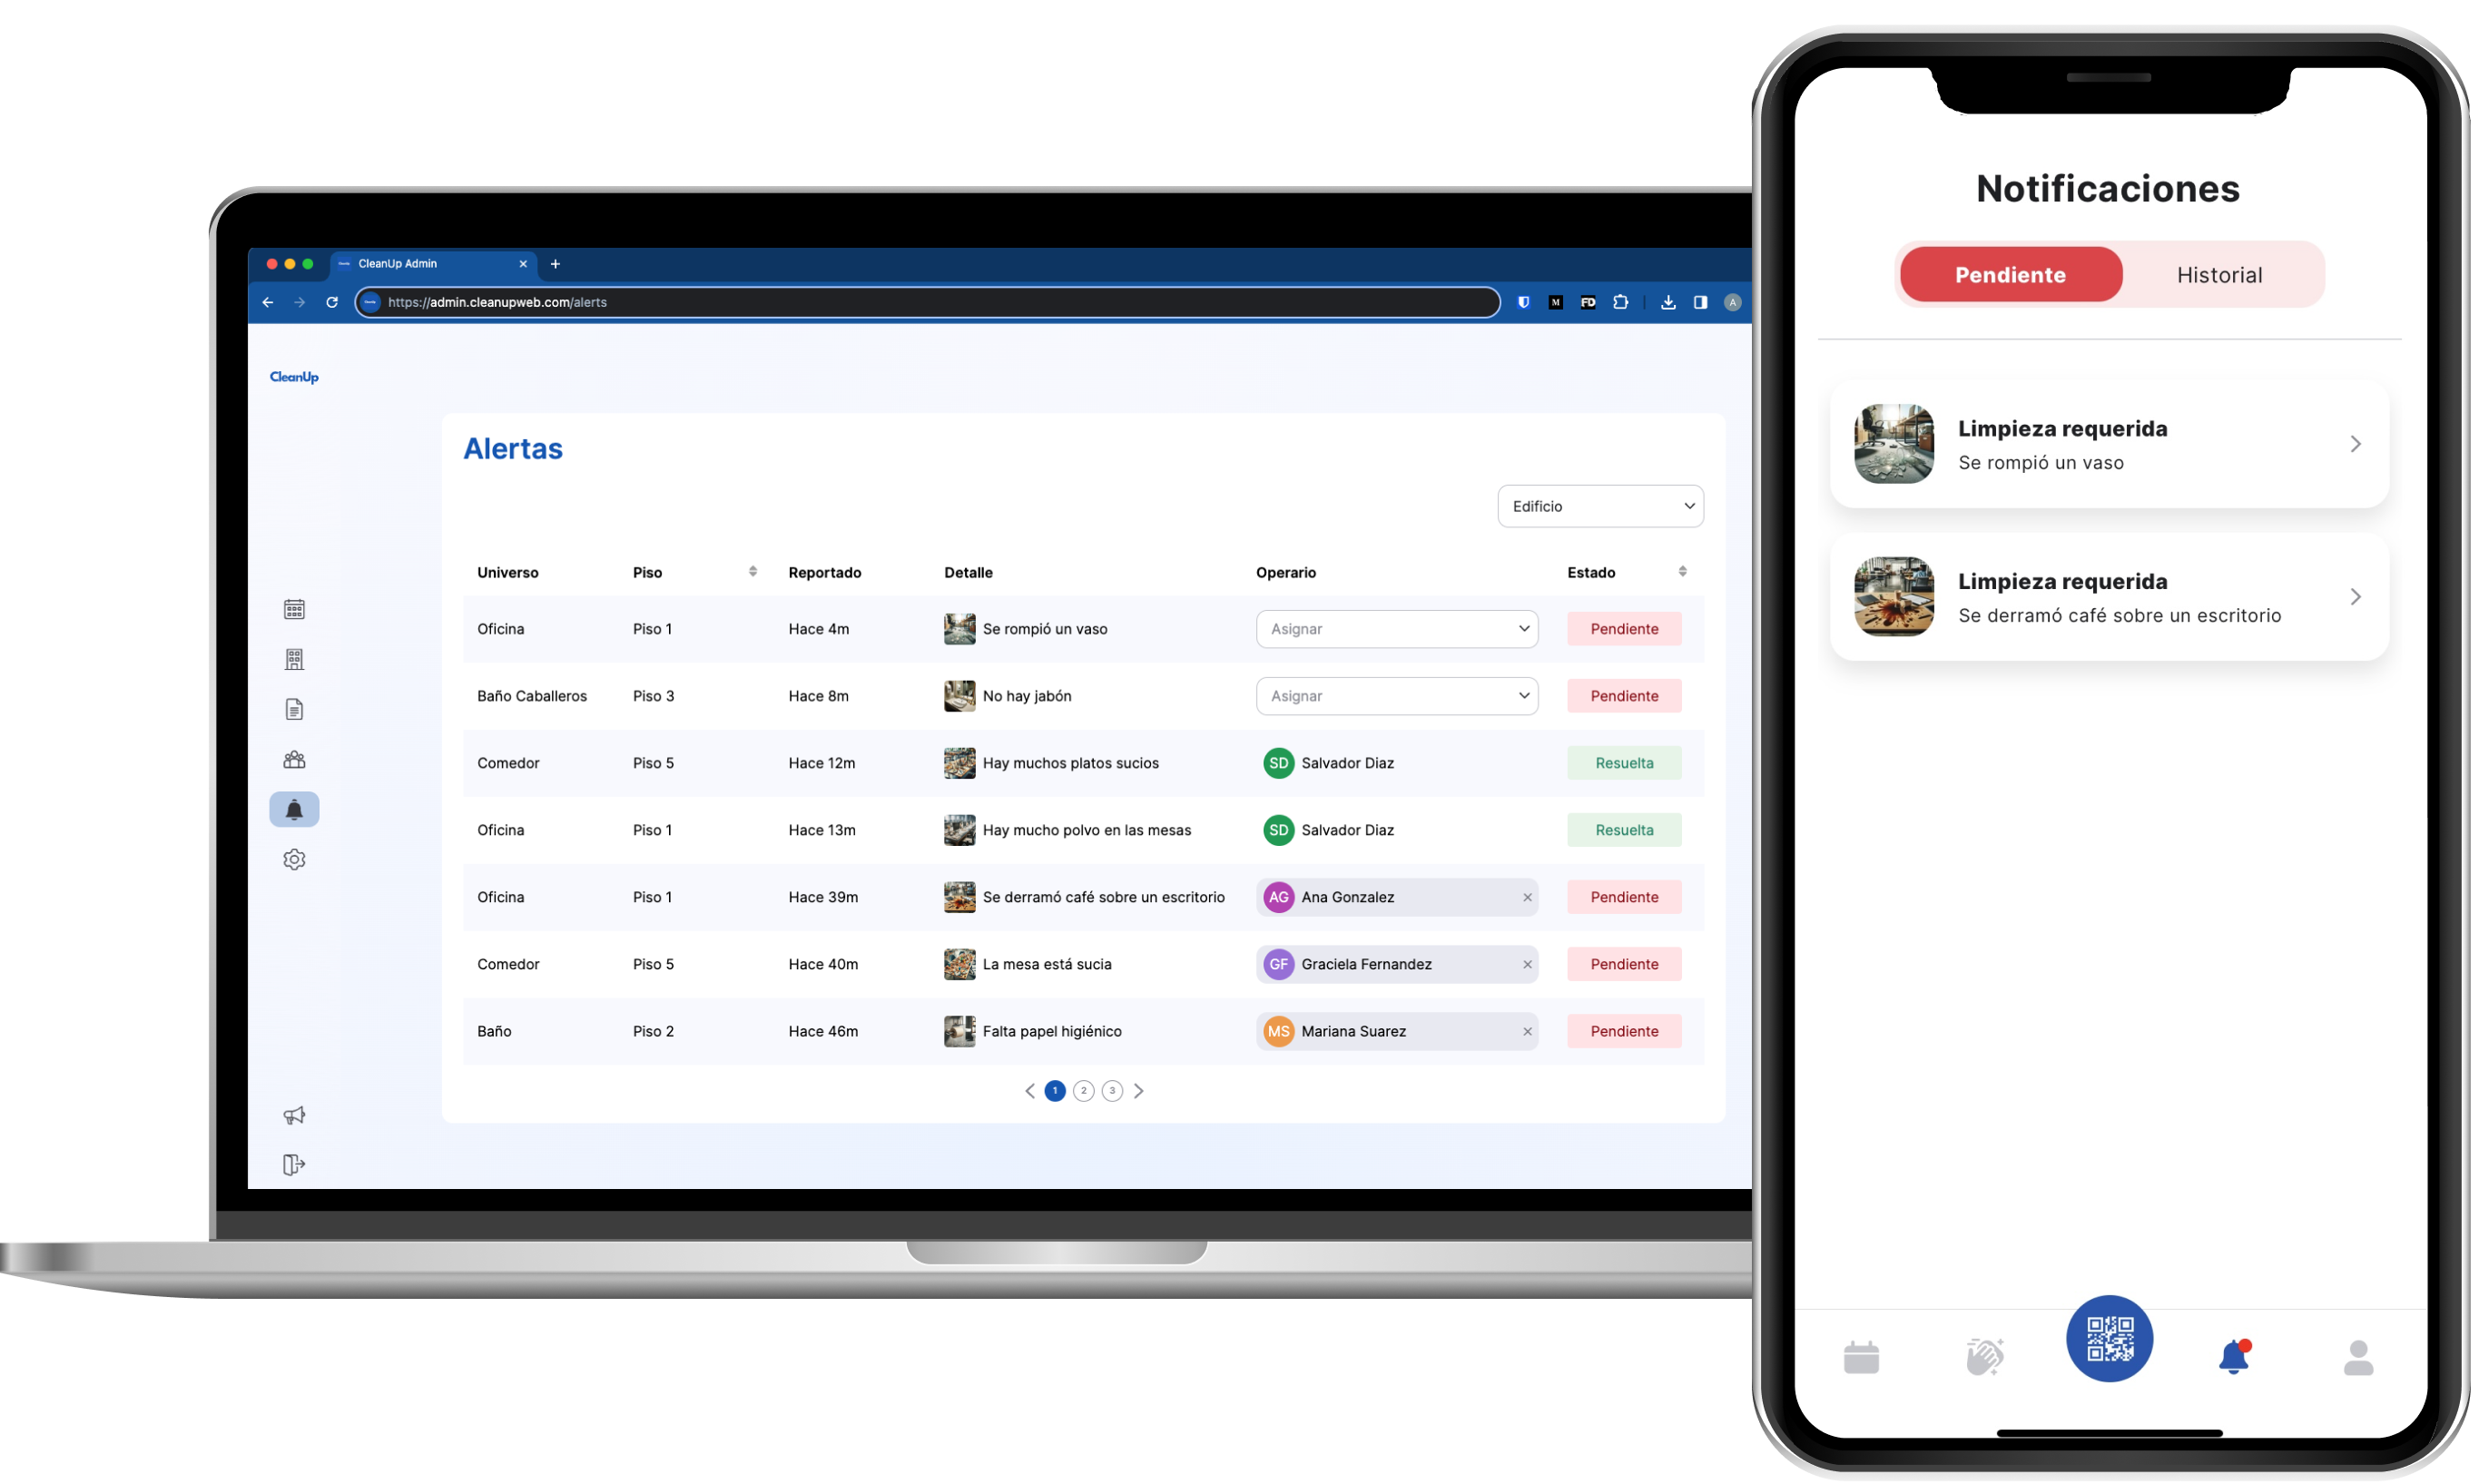 CleanUp Admin
https://admin.cleanupweb.com/alerts
M
FD
A
CleanUp
Alertas
Edificio
Universo Piso Reportado Detalle Operario Estado
Oficina Piso 1 Hace 4m Se rompió un vaso Asignar Pendiente
Baño Caballeros Piso 3 Hace 8m No hay jabón Asignar Pendiente
Comedor Piso 5 Hace 12m Hay muchos platos sucios SD Salvador Diaz Resuelta
Oficina Piso 1 Hace 13m Hay mucho polvo en las mesas SD Salvador Diaz Resuelta
Oficina Piso 1 Hace 39m Se derramó café sobre un escritorio AG Ana Gonzalez Pendiente
Comedor Piso 5 Hace 40m La mesa está sucia GF Graciela Fernandez Pendiente
Baño Piso 2 Hace 46m Falta papel higiénico MS Mariana Suarez Pendiente
1 2 3
Notificaciones
Pendiente Historial
Limpieza requerida
Se rompió un vaso
Limpieza requerida
Se derramó café sobre un escritorio